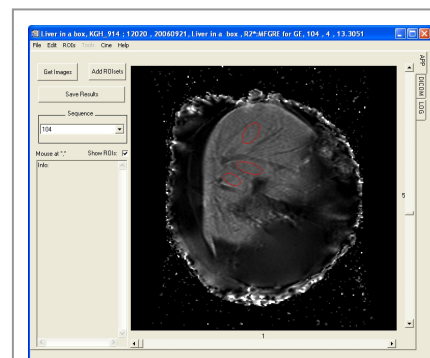 Liver in a box, KGH_914 ; 12020 , 20060921, Liver in a box , R2*:MFGRE for GE, 104 , 4 , 13.3051
File Edit ROIs Tools Cine Help
Get Images Add ROIsets
Save Results
Sequence
104
Mouse at "," Show ROIs:
Info:
APP
DICOM
LOG
5
1